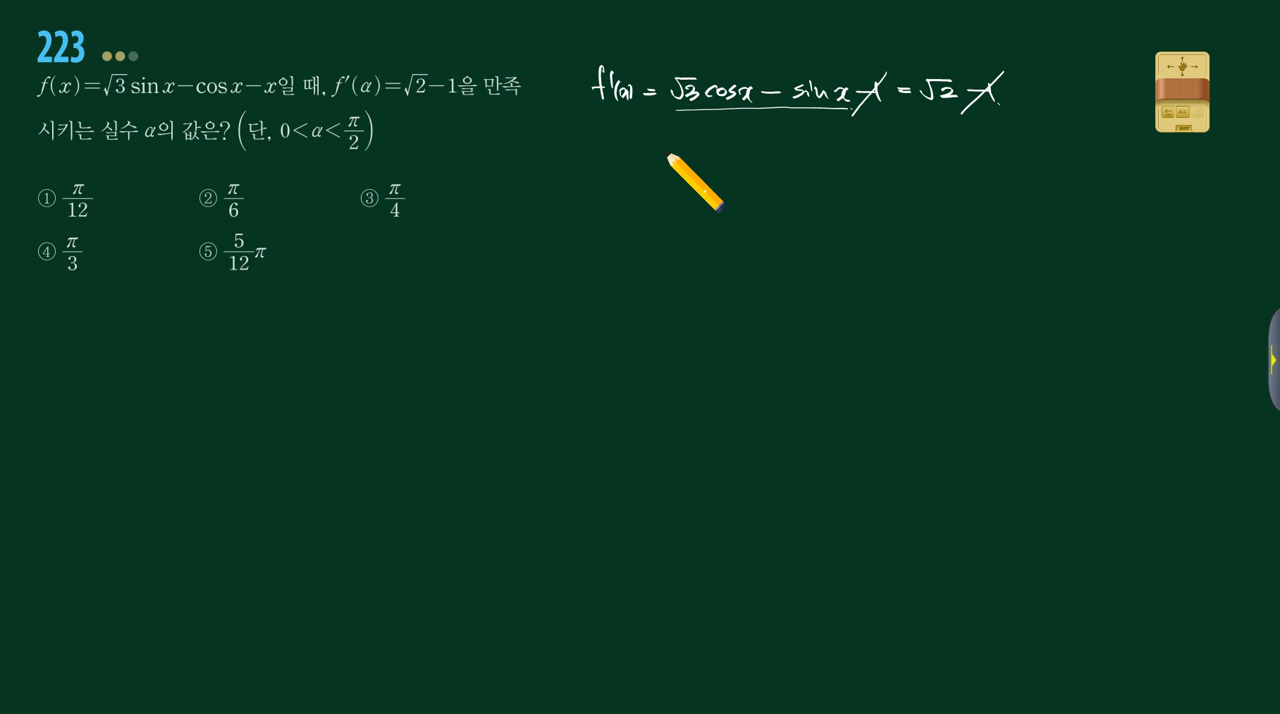 223
f(x)=√3 sin x−cos x−x일 때, f′(α)=√2−1을 만족
시키는 실수 α의 값은? (단, 0<α<π/2)
① π/12 ② π/6 ③ π/4
④ π/3 ⑤ 5/12 π
f′(α) = √3 cos x − sin x −1 = √2 −1